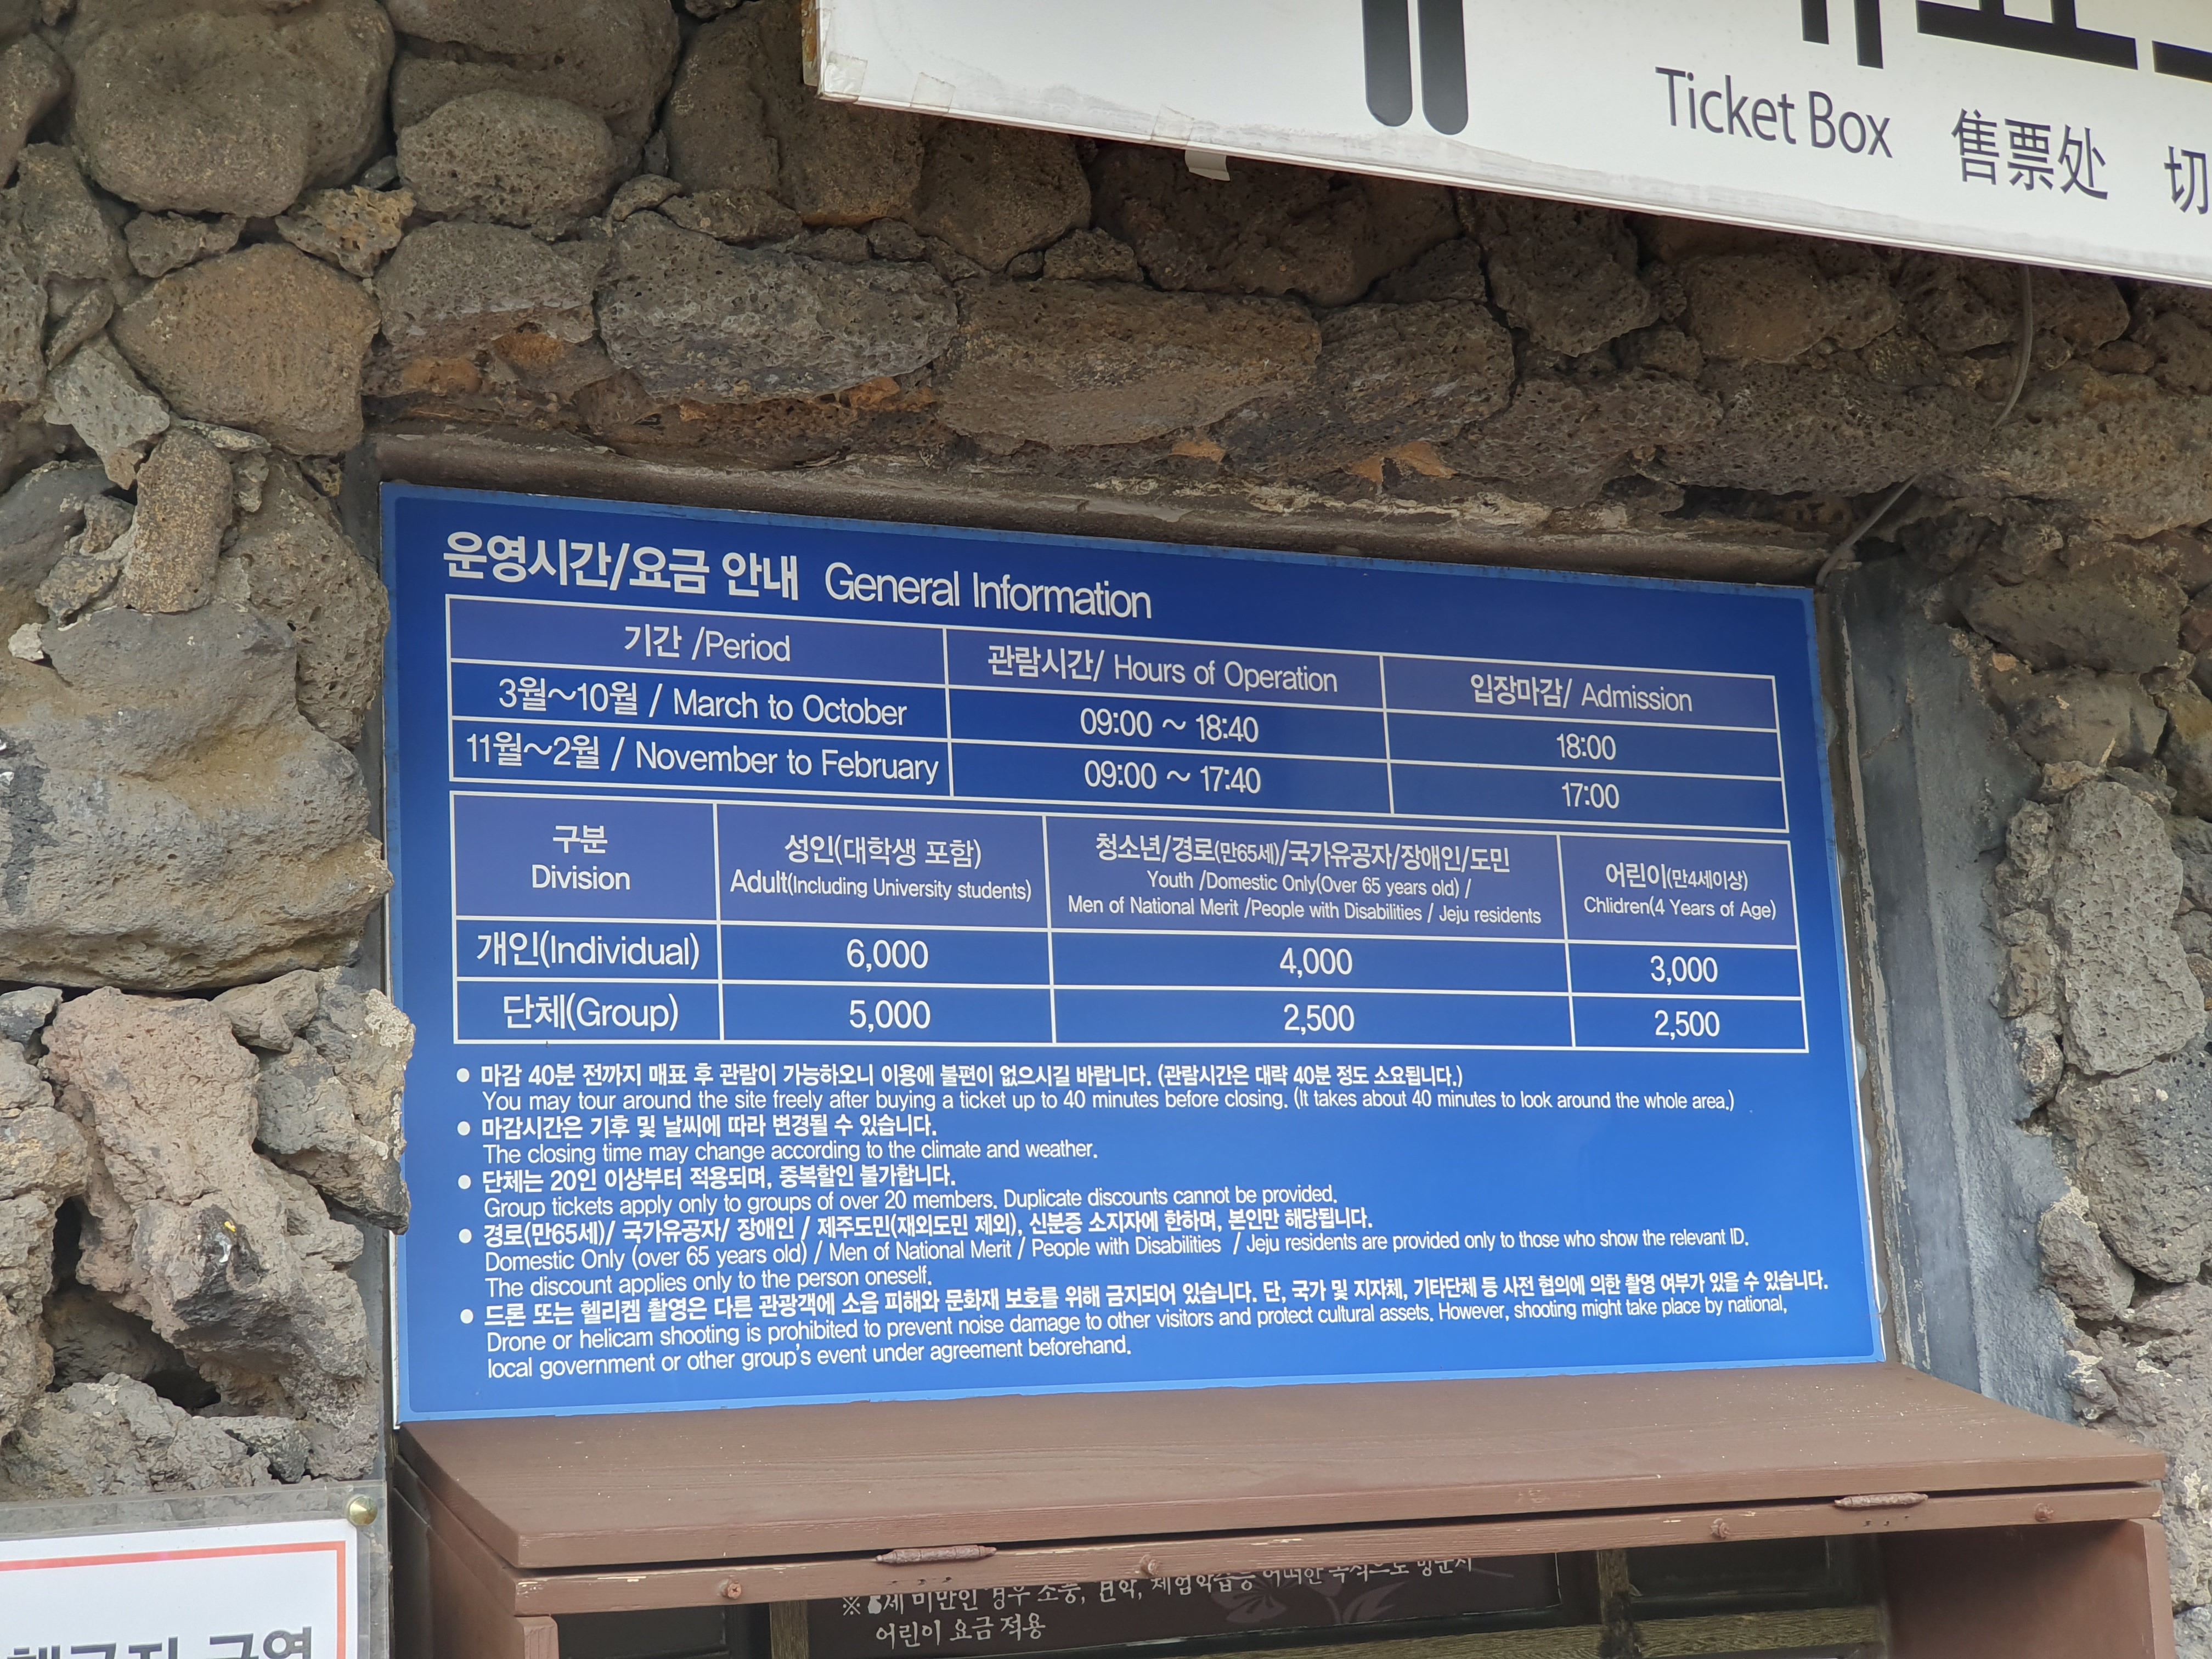 Ticket Box 售票处 切
운영시간/요금 안내 General Information
기간 /Period 관람시간/ Hours of Operation 입장마감/ Admission
3월～10월 / March to October 09:00 ～ 18:40 18:00
11월～2월 / November to February 09:00 ～ 17:40 17:00
구분 성인(대학생 포함) 청소년/경로(만65세)/국가유공자/장애인/도민 어린이(만4세이상)
Division Adult(Including University students) Youth /Domestic Only(Over 65 years old) / Chlidren(4 Years of Age)
Men of National Merit /People with Disabilities / Jeju residents
개인(Individual) 6,000 4,000 3,000
단체(Group) 5,000 2,500 2,500
● 마감 40분 전까지 매표 후 관람이 가능하오니 이용에 불편이 없으시길 바랍니다. (관람시간은 대략 40분 정도 소요됩니다.)
You may tour around the site freely after buying a ticket up to 40 minutes before closing. (It takes about 40 minutes to look around the whole area.)
● 마감시간은 기후 및 날씨에 따라 변경될 수 있습니다.
The closing time may change according to the climate and weather.
● 단체는 20인 이상부터 적용되며, 중복할인 불가합니다.
Group tickets apply only to groups of over 20 members. Duplicate discounts cannot be provided.
● 경로(만65세)/ 국가유공자/ 장애인 / 제주도민(재외도민 제외), 신분증 소지자에 한하며, 본인만 해당됩니다.
Domestic Only (over 65 years old) / Men of National Merit / People with Disabilities / Jeju residents are provided only to those who show the relevant ID.
The discount applies only to the person oneself.
● 드론 또는 헬리켐 촬영은 다른 관광객에 소음 피해와 문화재 보호를 위해 금지되어 있습니다. 단, 국가 및 지자체, 기타단체 등 사전 협의에 의한 촬영 여부가 있을 수 있습니다.
Drone or helicam shooting is prohibited to prevent noise damage to other visitors and protect cultural assets. However, shooting might take place by national,
local government or other group's event under agreement beforehand.
미만인 경우 소풍,
어린이 요금 적용